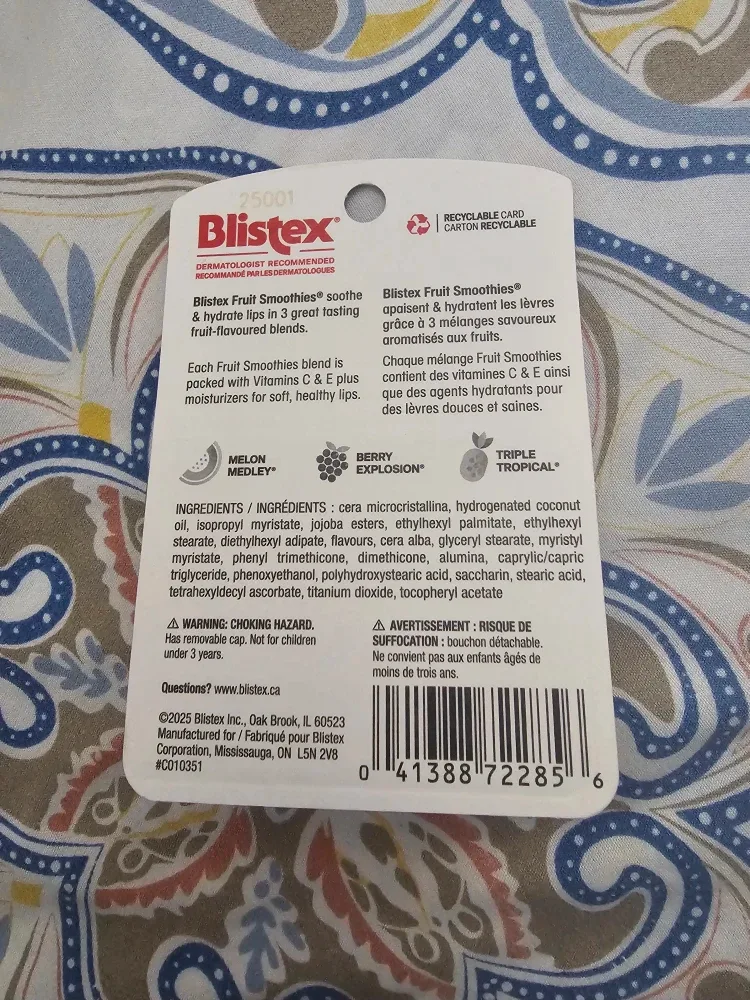 25001
Blistex®
DERMATOLOGIST RECOMMENDED
RECOMMANDÉ PAR LES DERMATOLOGUES
RECYCLABLE CARD
CARTON RECYCLABLE
Blistex Fruit Smoothies® soothe
& hydrate lips in 3 great tasting
fruit-flavoured blends.
Each Fruit Smoothies blend is
packed with Vitamins C & E plus
moisturizers for soft, healthy lips.
Blistex Fruit Smoothies®
apaisent & hydratent les lèvres
grâce à 3 mélanges savoureux
aromatisés aux fruits.
Chaque mélange Fruit Smoothies
contient des vitamines C & E ainsi
que des agents hydratants pour
des lèvres douces et saines.
MELON
MEDLEY®
BERRY
EXPLOSION®
TRIPLE
TROPICAL®
INGREDIENTS / INGRÉDIENTS : cera microcristallina, hydrogenated coconut
oil, isopropyl myristate, jojoba esters, ethylhexyl palmitate, ethylhexyl
stearate, diethylhexyl adipate, flavours, cera alba, glyceryl stearate, myristyl
myristate, phenyl trimethicone, dimethicone, alumina, caprylic/capric
triglyceride, phenoxyethanol, polyhydroxystearic acid, saccharin, stearic acid,
tetrahexyldecyl ascorbate, titanium dioxide, tocopheryl acetate
⚠ WARNING: CHOKING HAZARD.
Has removable cap. Not for children
under 3 years.
⚠ AVERTISSEMENT : RISQUE DE
SUFFOCATION : bouchon détachable.
Ne convient pas aux enfants âgés de
moins de trois ans.
Questions? www.blistex.ca
©2025 Blistex Inc., Oak Brook, IL 60523
Manufactured for / Fabriqué pour Blistex
Corporation, Mississauga, ON L5N 2V8
#C010351
0 41388 72285 6